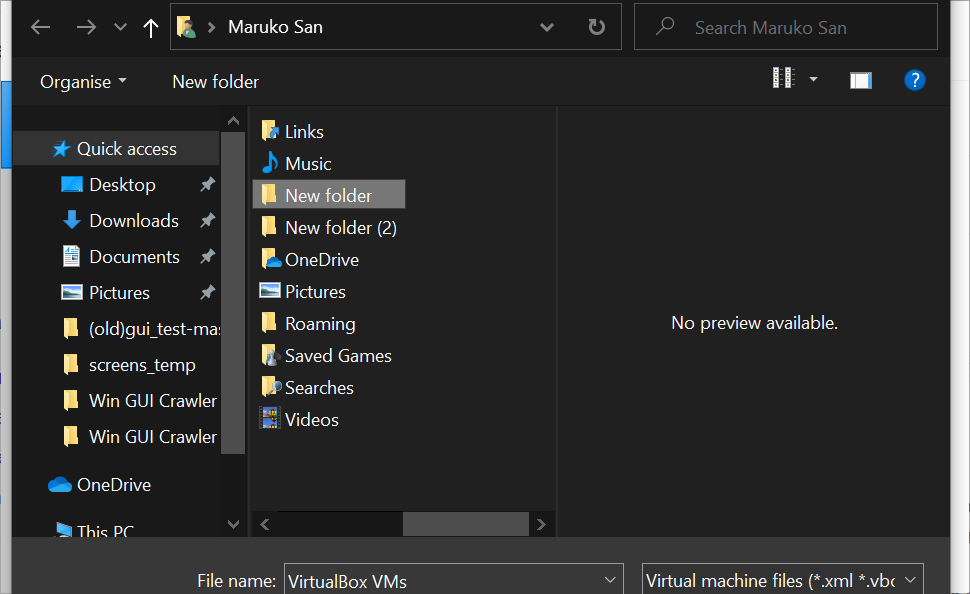 Maruko San
Search Maruko San
Organise
New folder
Quick access
Desktop
Downloads
Documents
Pictures
(old)gui_test-mas
screens_temp
Win GUI Crawler
Win GUI Crawler
OneDrive
This PC
Links
Music
New folder
New folder (2)
OneDrive
Pictures
Roaming
Saved Games
Searches
Videos
No preview available.
File name:
VirtualBox VMs
Virtual machine files (*.xml *.vbo